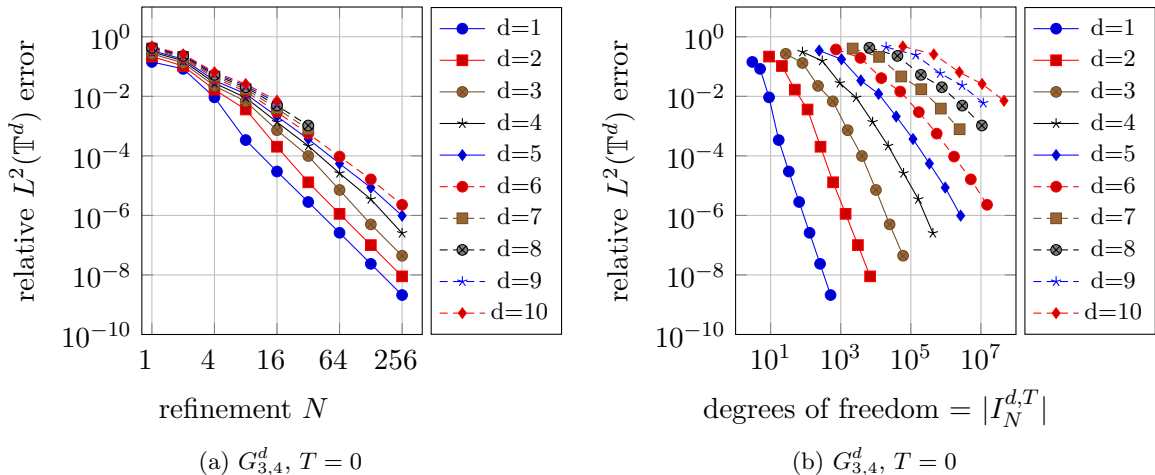 10^0
10^{-2}
10^{-4}
10^{-6}
10^{-8}
10^{-10}
relative L^2(𝕋^d) error
1 4 16 64 256
refinement N
d=1
d=2
d=3
d=4
d=5
d=6
d=7
d=8
d=9
d=10
(a) G^d_{3,4}, T = 0
10^0
10^{-2}
10^{-4}
10^{-6}
10^{-8}
10^{-10}
relative L^2(𝕋^d) error
10^1 10^3 10^5 10^7
degrees of freedom = |I_N^{d,T}|
d=1
d=2
d=3
d=4
d=5
d=6
d=7
d=8
d=9
d=10
(b) G^d_{3,4}, T = 0